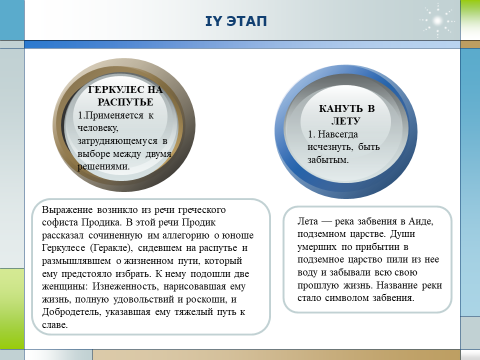 IY ЭТАП
ГЕРКУЛЕС НА
РАСПУТЬЕ
1.Применяется к
человеку,
затрудняющемуся в
выборе между двумя
решениями.
КАНУТЬ В
ЛЕТУ
1. Навсегда
исчезнуть, быть
забытым.
Выражение возникло из речи греческого
софиста Продика. В этой речи Продик
рассказал сочиненную им аллегорию о юноше
Геркулесе (Геракле), сидевшем на распутье и
размышлявшем о жизненном пути, который
ему предстояло избрать. К нему подошли две
женщины: Изнеженность, нарисовавшая ему
жизнь, полную удовольствий и роскоши, и
Добродетель, указавшая ему тяжелый путь к
славе.
Лета — река забвения в Аиде,
подземном царстве. Души
умерших по прибытии в
подземное царство пили из нее
воду и забывали всю свою
прошлую жизнь. Название реки
стало символом забвения.